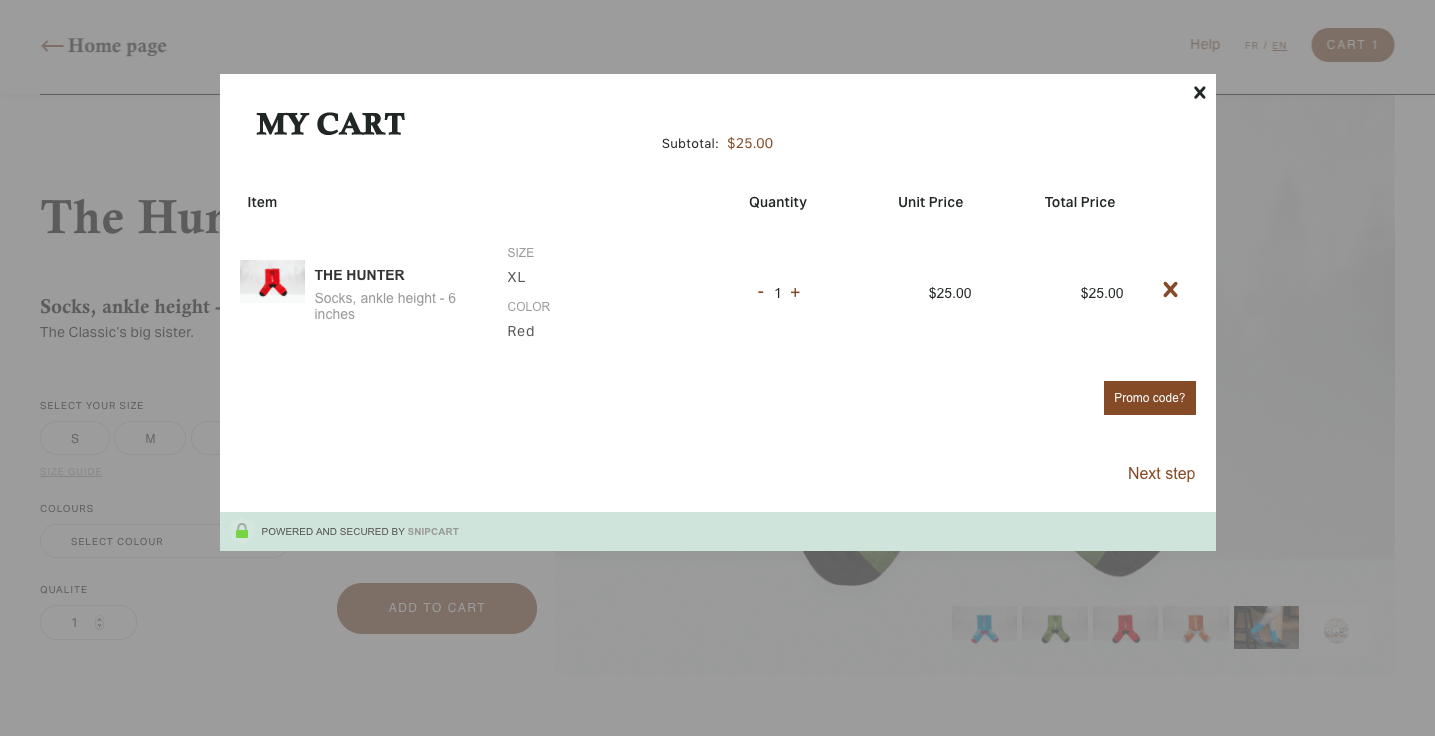 Home page
Help
FR / EN
CART 1
MY CART
Subtotal: $25.00
Item
Quantity
Unit Price
Total Price
THE HUNTER
Socks, ankle height - 6
inches
SIZE
XL
COLOR
Red
- 1 +
$25.00
$25.00
Promo code?
Next step
POWERED AND SECURED BY SNIPCART
The
Socks, ankle height -
The Classic's big sister.
SELECT YOUR SIZE
S
M
SIZE GUIDE
COLOURS
SELECT COLOUR
QUALITE
1
ADD TO CART